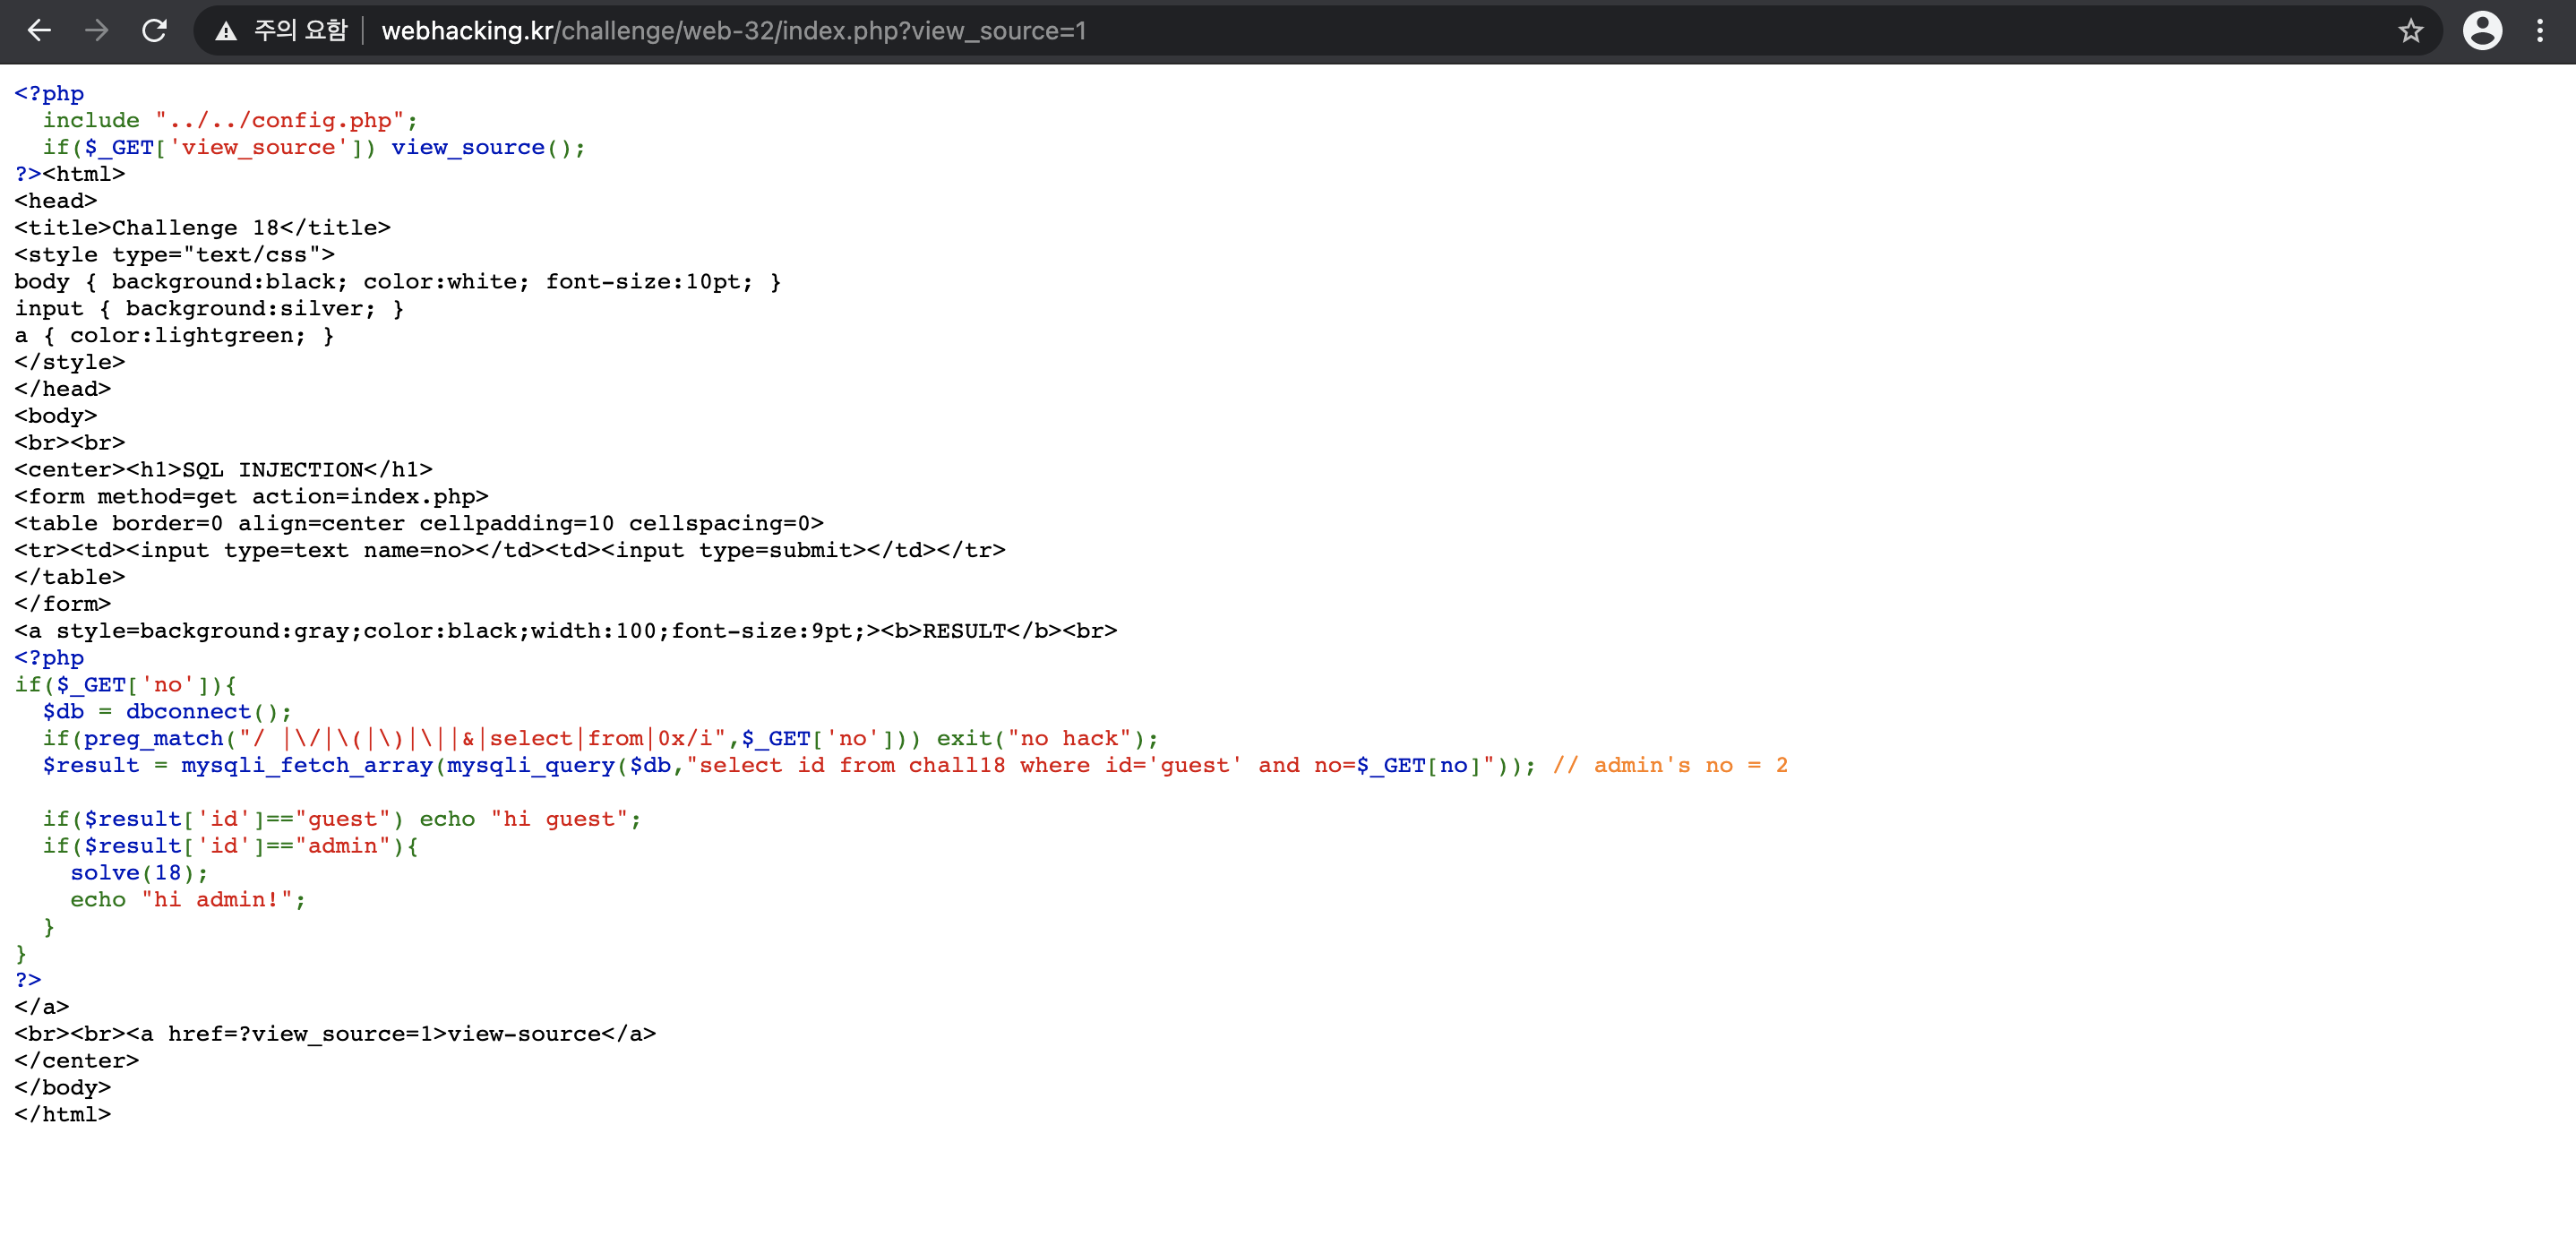 주의 요함 webhacking.kr/challenge/web-32/index.php?view_source=1
<?php
  include "../../config.php";
  if($_GET['view_source']) view_source();
?><html>
<head>
<title>Challenge 18</title>
<style type="text/css">
body { background:black; color:white; font-size:10pt; }
input { background:silver; }
a { color:lightgreen; }
</style>
</head>
<body>
<br><br>
<center><h1>SQL INJECTION</h1>
<form method=get action=index.php>
<table border=0 align=center cellpadding=10 cellspacing=0>
<tr><td><input type=text name=no></td><td><input type=submit></td></tr>
</table>
</form>
<a style=background:gray;color:black;width:100;font-size:9pt;><b>RESULT</b><br>
<?php
if($_GET['no']){
  $db = dbconnect();
  if(preg_match("/ |\/|\(|\)|\||&|select|from|0x/i",$_GET['no'])) exit("no hack");
  $result = mysqli_fetch_array(mysqli_query($db,"select id from chall18 where id='guest' and no=$_GET[no]")); // admin's no = 2
  if($result['id']=="guest") echo "hi guest";
  if($result['id']=="admin"){
    solve(18);
    echo "hi admin!";
  }
}
?>
</a>
<br><br><a href=?view_source=1>view-source</a>
</center>
</body>
</html>